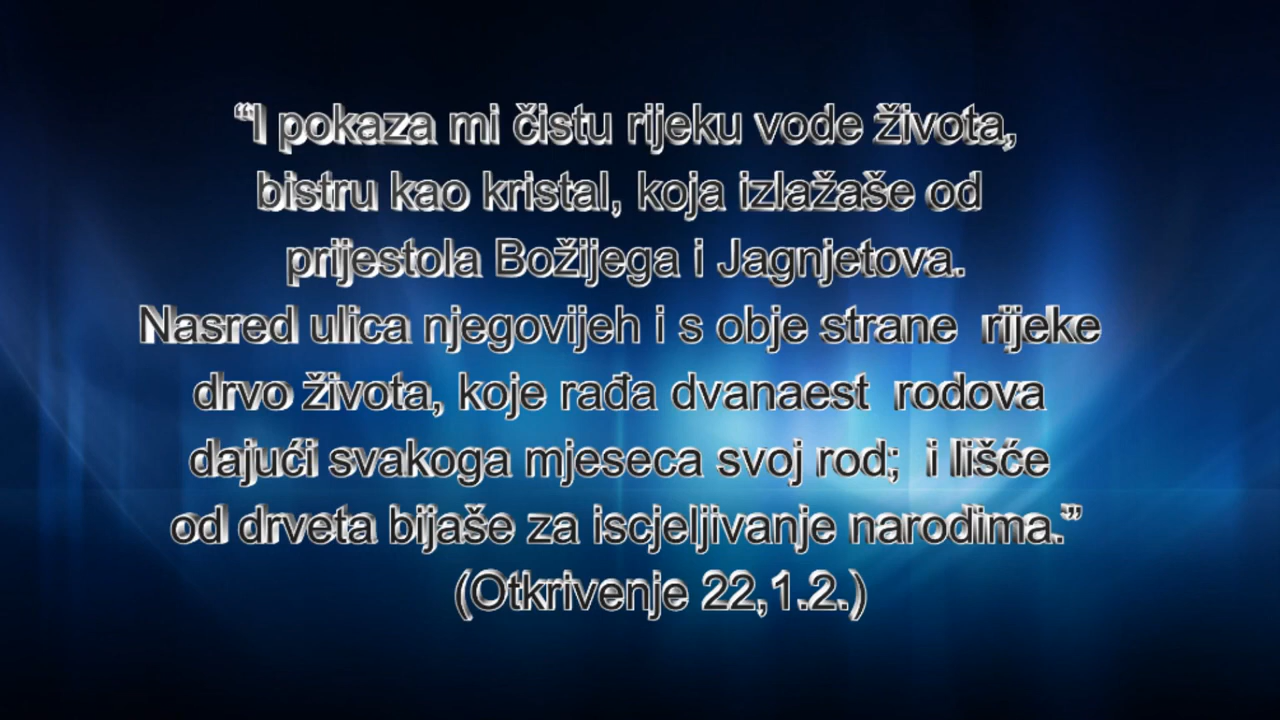 “I pokaza mi čistu rijeku vode života,
bistru kao kristal, koja izlažaše od
prijestola Božijega i Jagnjetova.
Nasred ulica njegovijeh i s obje strane rijeke
drvo života, koje rađa dvanaest rodova
dajući svakoga mjeseca svoj rod; i lišće
od drveta bijaše za iscjeljivanje narodima.”
(Otkrivenje 22,1.2.)